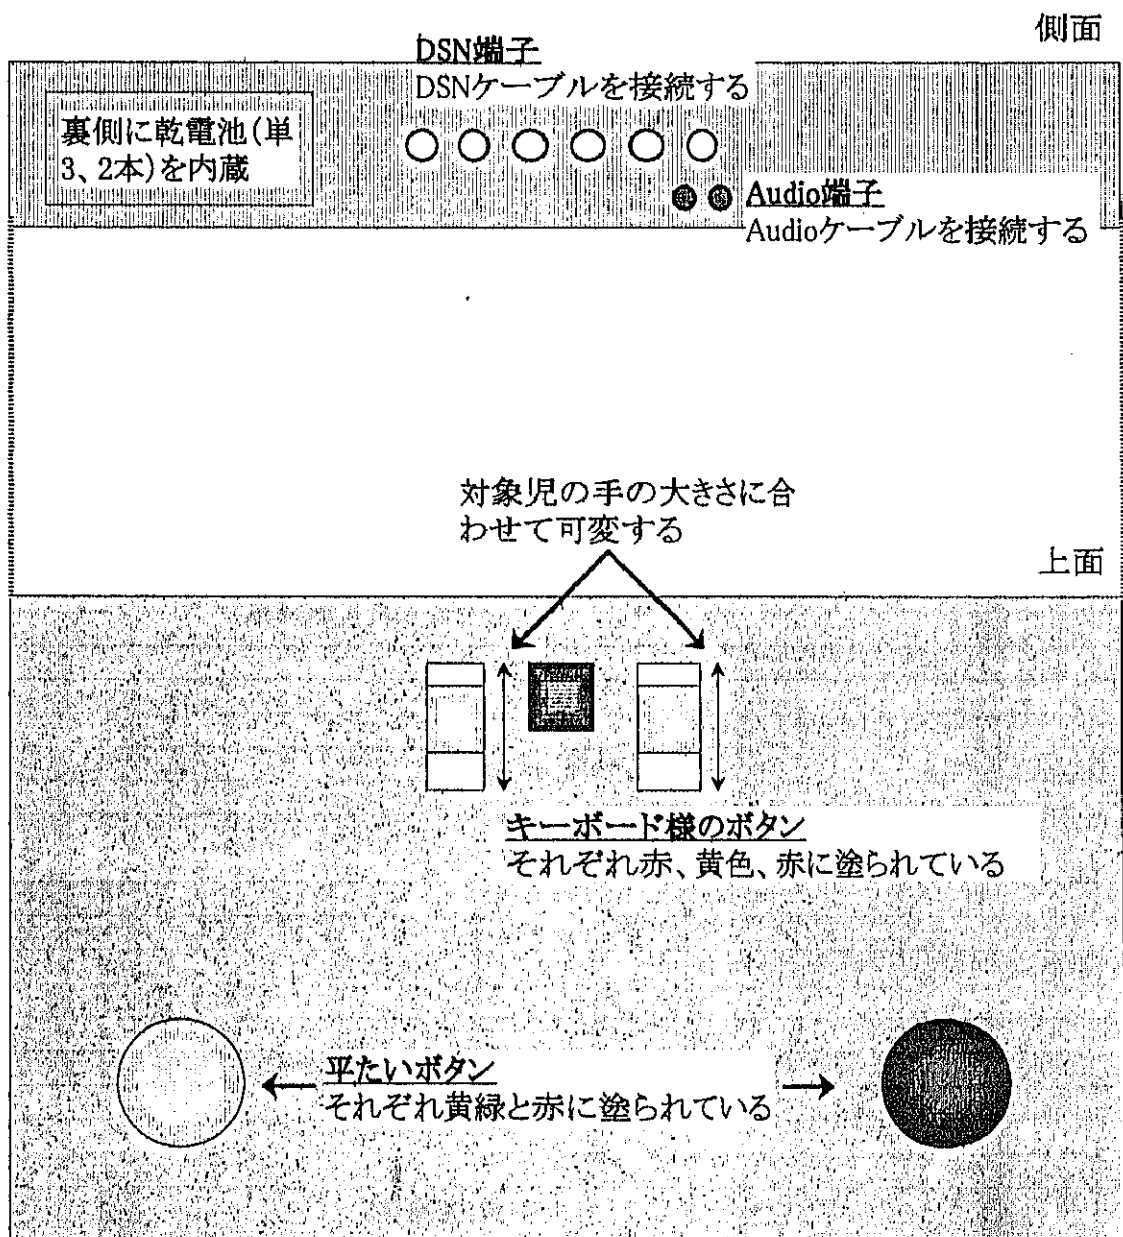 側面
DSN端子
DSNケーブルを接続する
裏側に乾電池(単
3、2本)を内蔵
Audio端子
Audioケーブルを接続する
対象児の手の大きさに合
わせて可変する
上面
キーボード様のボタン
それぞれ赤、黄色、赤に塗られている
平たいボタン
それぞれ黄緑と赤に塗られている